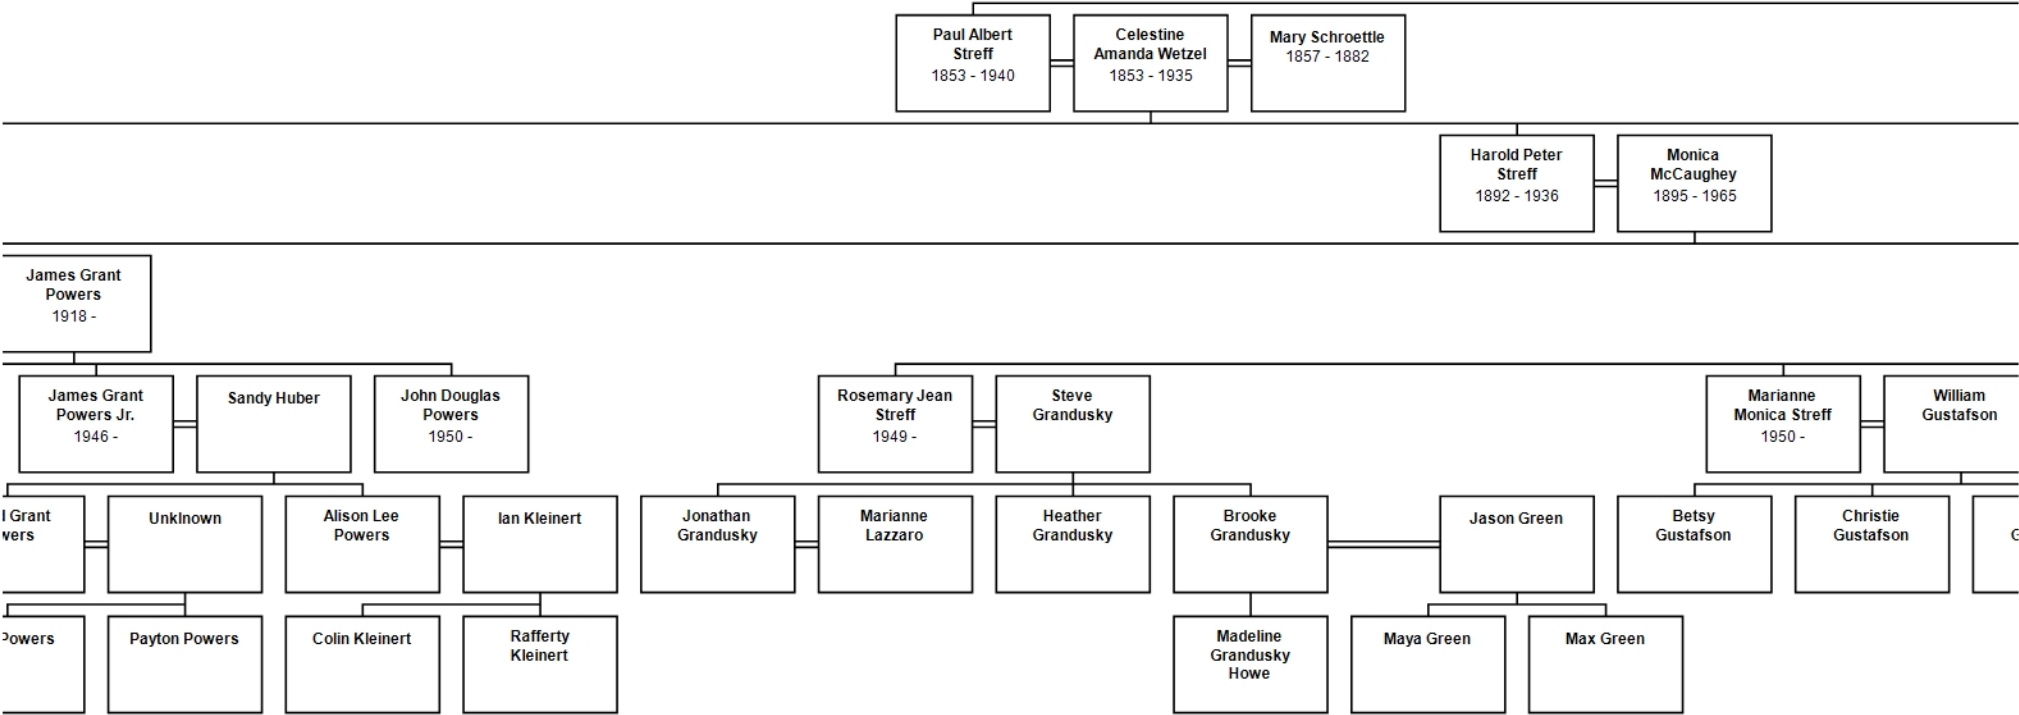 Paul Albert
Streff
1853 - 1940
Celestine
Amanda Wetzel
1853 - 1935
Mary Schroettle
1857 - 1882
Harold Peter
Streff
1892 - 1936
Monica
McCaughey
1895 - 1965
James Grant
Powers
1918 -
James Grant
Powers Jr.
1946 -
Sandy Huber
John Douglas
Powers
1950 -
Rosemary Jean
Streff
1949 -
Steve
Grandusky
Marianne
Monica Streff
1950 -
William
Gustafson
l Grant
wers
Unklnown
Alison Lee
Powers
Ian Kleinert
Jonathan
Grandusky
Marianne
Lazzaro
Heather
Grandusky
Brooke
Grandusky
Jason Green
Betsy
Gustafson
Christie
Gustafson
G
Powers
Payton Powers
Colin Kleinert
Rafferty
Kleinert
Madeline
Grandusky
Howe
Maya Green
Max Green